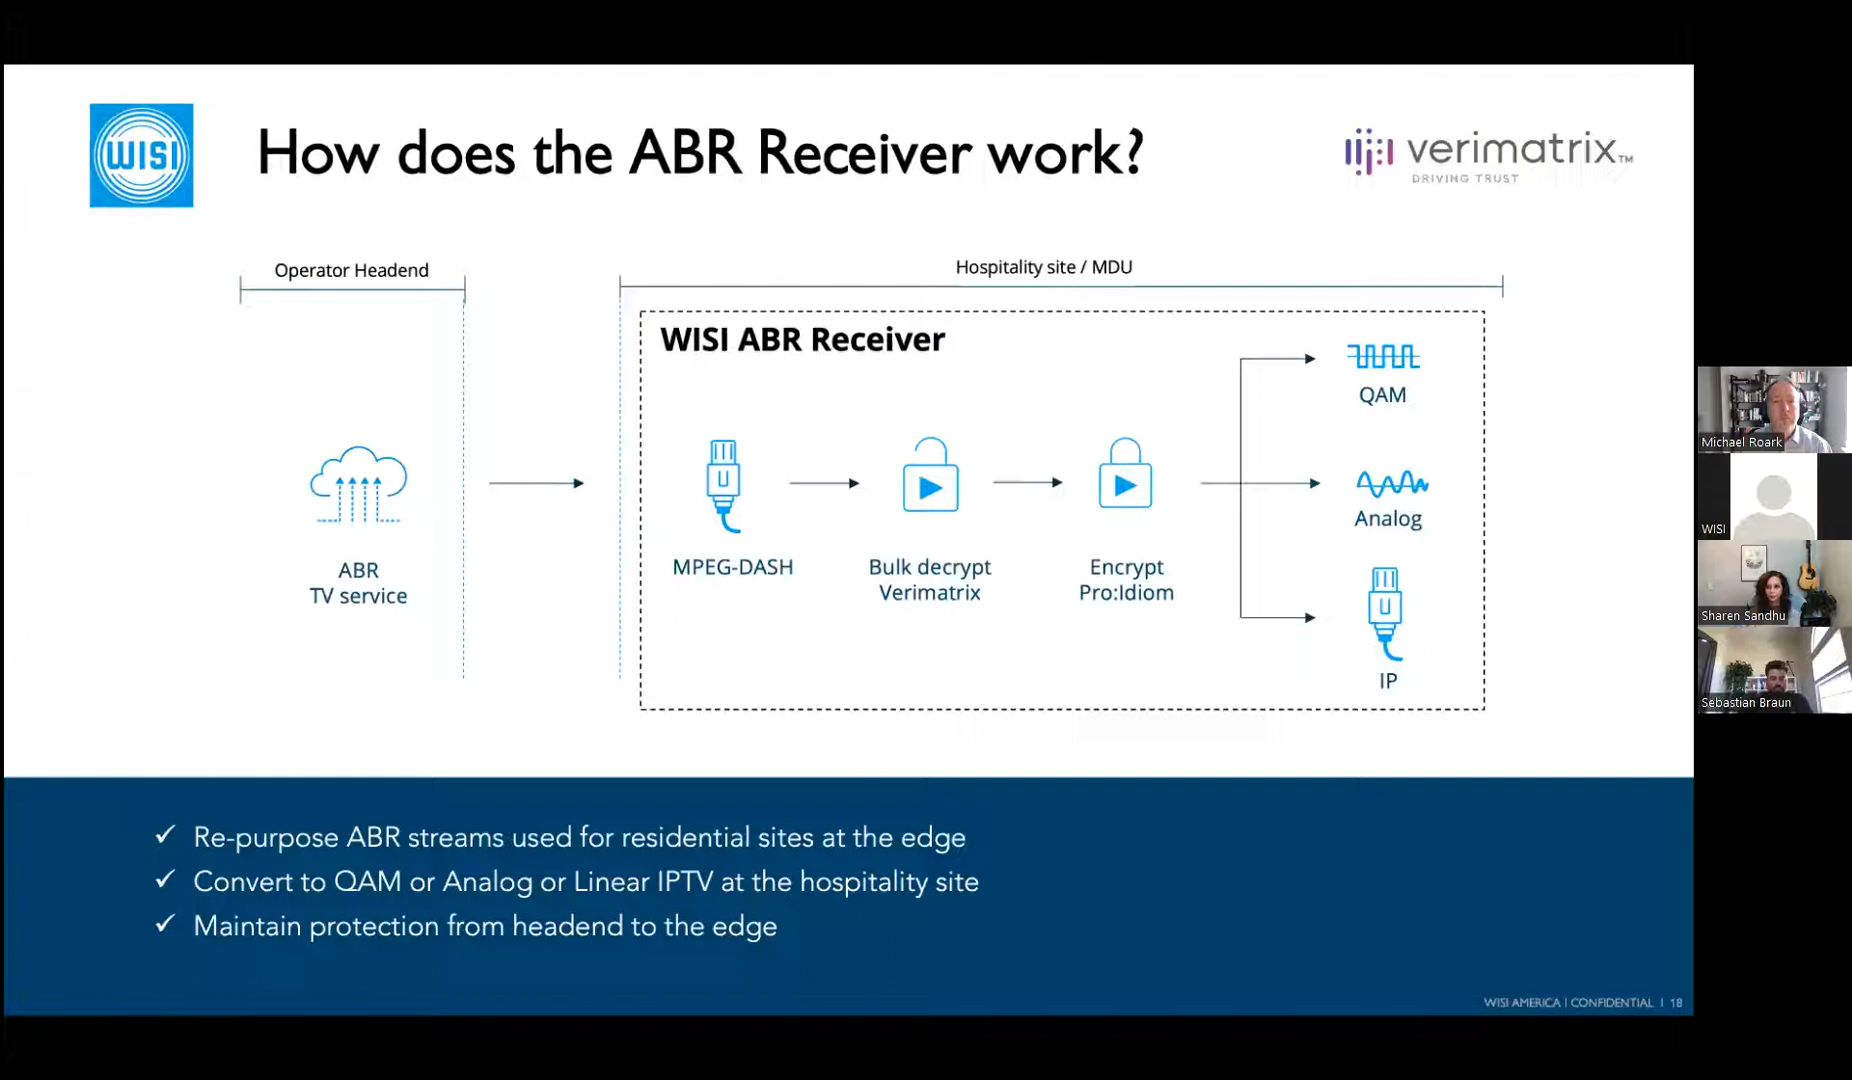 WISI
How does the ABR Receiver work?
verimatrix™
DRIVING TRUST
Operator Headend
Hospitality site / MDU
WISI ABR Receiver
QAM
Analog
U
U
MPEG-DASH
Bulk decrypt
Verimatrix
Encrypt
Pro:Idiom
ABR
TV service
IP
✓ Re-purpose ABR streams used for residential sites at the edge
✓ Convert to QAM or Analog or Linear IPTV at the hospitality site
✓ Maintain protection from headend to the edge
WISI AMERICA | CONFIDENTIAL | 18
Michael Roark
WISI
Sharen Sandhu
Sebastian Braun